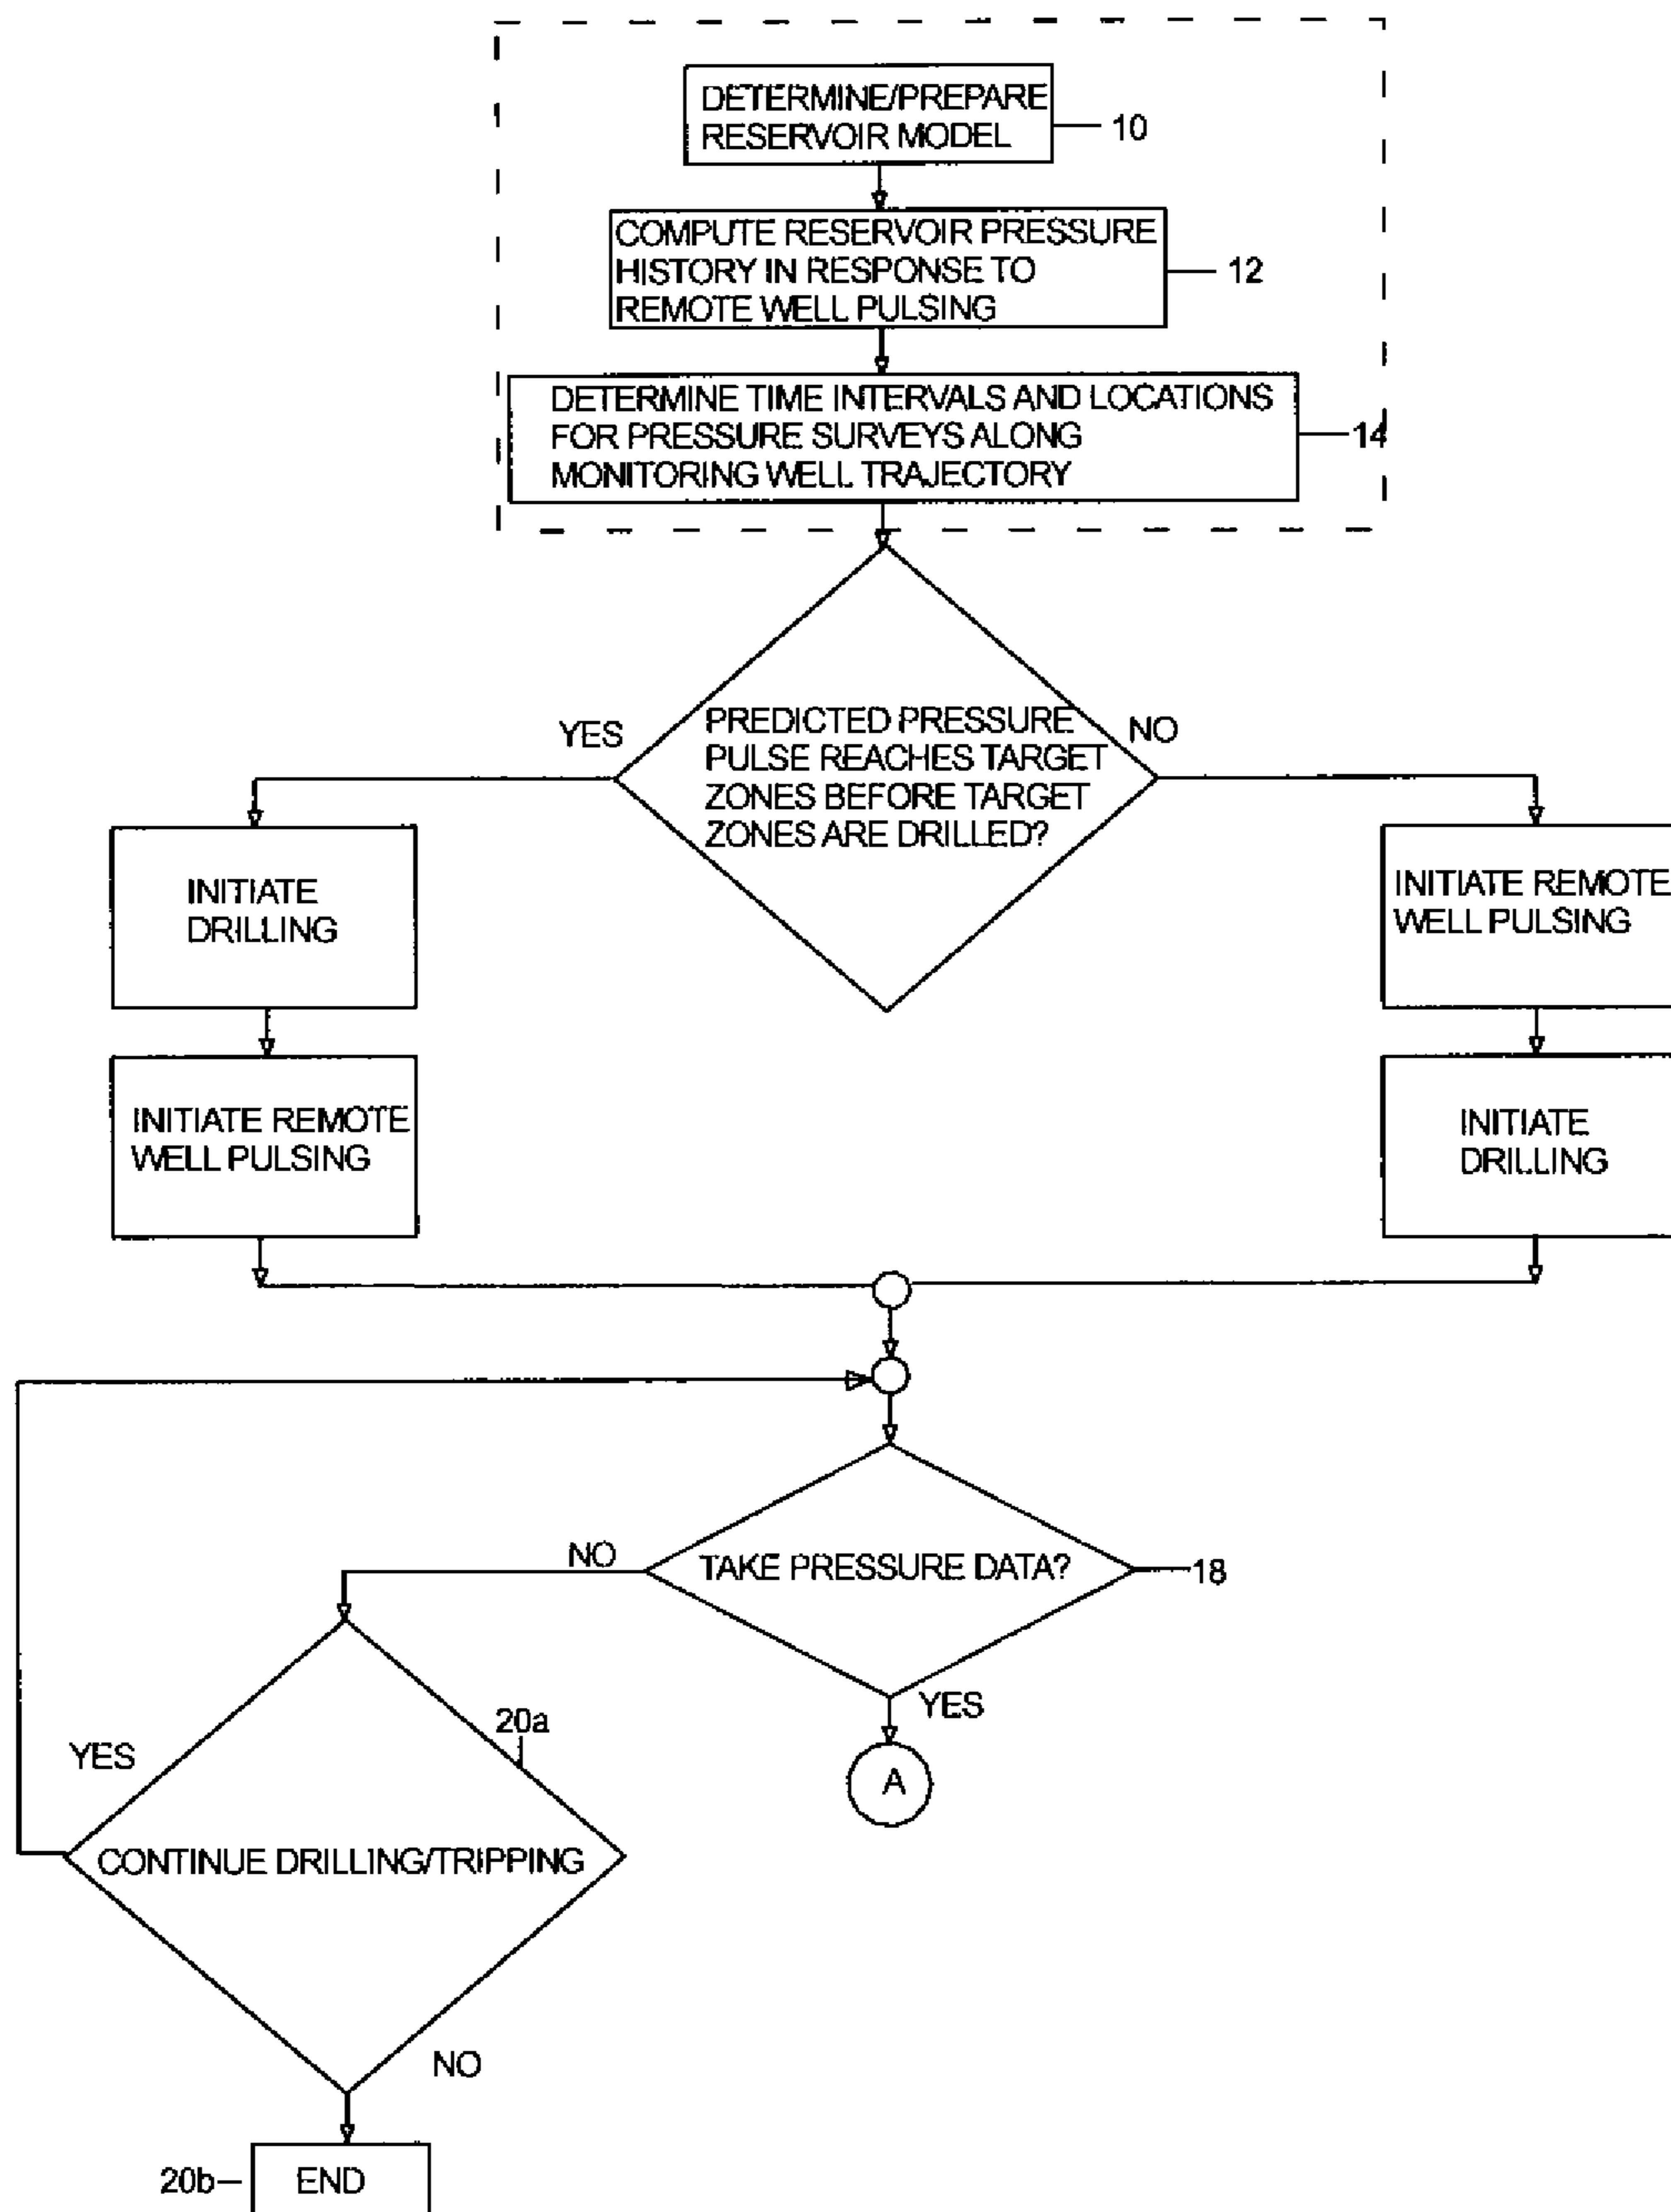 DETERMINE/PREPARE
RESERVOIR MODEL
10
COMPUTE RESERVOIR PRESSURE
HISTORY IN RESPONSE TO
REMOTE WELL PULSING
12
DETERMINE TIME INTERVALS AND LOCATIONS
FOR PRESSURE SURVEYS ALONG
MONITORING WELL TRAJECTORY
14
PREDICTED PRESSURE
PULSE REACHES TARGET
ZONES BEFORE TARGET
ZONES ARE DRILLED?
YES
NO
INITIATE
DRILLING
INITIATE REMOTE
WELL PULSING
INITIATE REMOTE
WELL PULSING
INITIATE
DRILLING
TAKE PRESSURE DATA?
18
NO
YES
A
20a
YES
CONTINUE DRILLING/TRIPPING
NO
20b
END